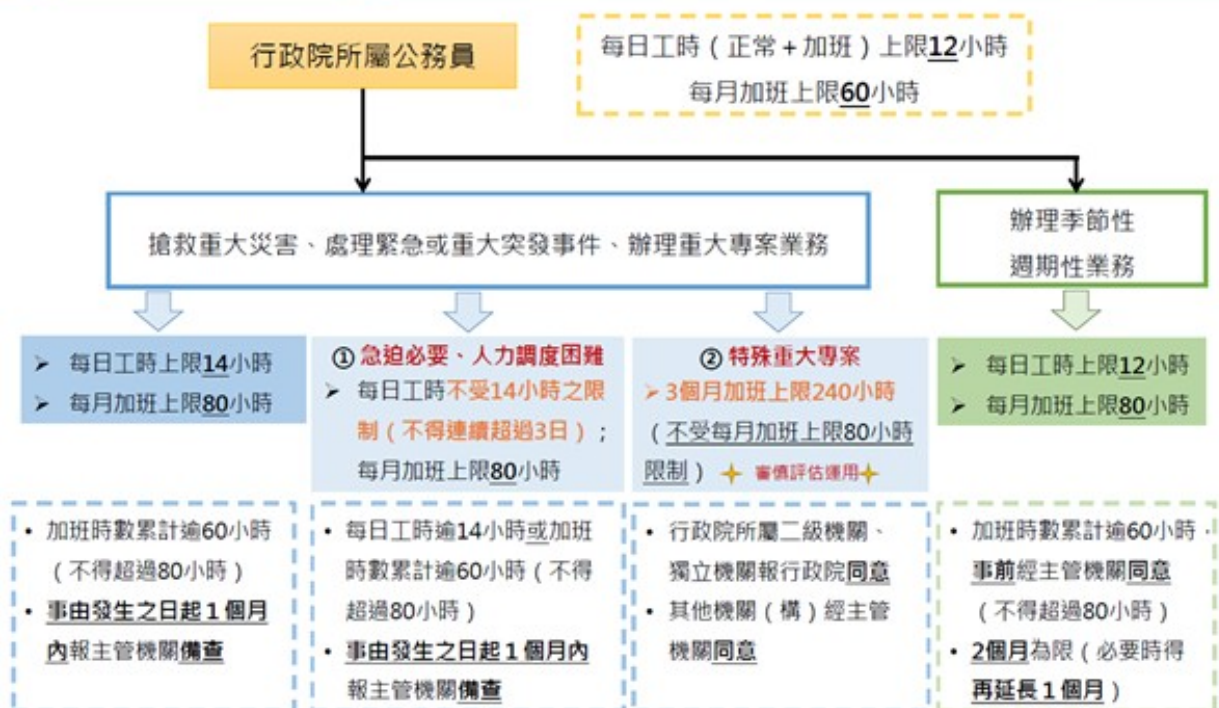 行政院所屬公務員
每日工時（正常+加班）上限12小時
每月加班上限60小時
搶救重大災害、處理緊急或重大突發事件、辦理重大專案業務
辦理季節性
週期性業務
➢ 每日工時上限14小時
➢ 每月加班上限80小時
① 急迫必要、人力調度困難
➢ 每日工時不受14小時之限
制（不得連續超過3日）；
每月加班上限80小時
② 特殊重大專案
➢ 3個月加班上限240小時
（不受每月加班上限80小時
限制） 審慎評估運用
➢ 每日工時上限12小時
➢ 每月加班上限80小時
• 加班時數累計逾60小時
（不得超過80小時）
• 事由發生之日起1個月
內報主管機關備查
• 每日工時逾14小時或加班
時數累計逾60小時（不得
超過80小時）
• 事由發生之日起1個月內
報主管機關備查
• 行政院所屬二級機關、
獨立機關報行政院同意
• 其他機關（構）經主管
機關同意
• 加班時數累計逾60小時，
事前經主管機關同意
（不得超過80小時）
• 2個月為限（必要時得
再延長1個月）